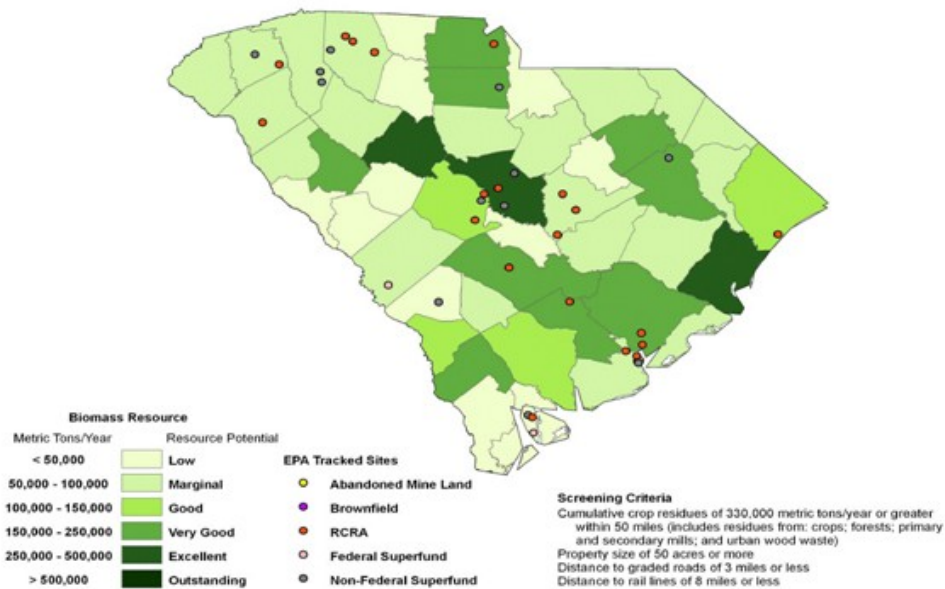 Biomass Resource
Metric Tons/Year Resource Potential
< 50,000 Low
50,000 - 100,000 Marginal
100,000 - 150,000 Good
150,000 - 250,000 Very Good
250,000 - 500,000 Excellent
> 500,000 Outstanding
EPA Tracked Sites
Abandoned Mine Land
Brownfield
RCRA
Federal Superfund
Non-Federal Superfund
Screening Criteria
Cumulative crop residues of 330,000 metric tons/year or greater
within 50 miles (includes residues from: crops; forests; primary
and secondary mills; and urban wood waste)
Property size of 50 acres or more
Distance to graded roads of 3 miles or less
Distance to rail lines of 8 miles or less